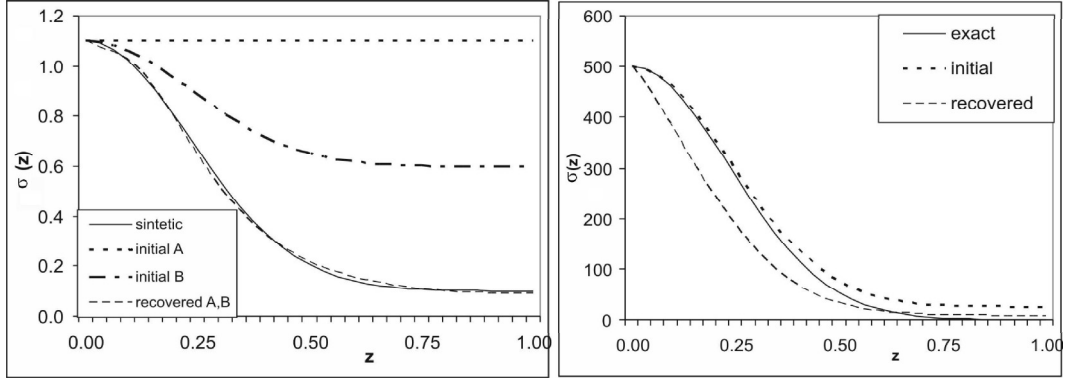 1.2
1.0
0.8
0.6
0.4
0.2
0.0
σ (z)
sintetic
initial A
initial B
recovered A,B
0.00 0.25 0.50 0.75 1.00
z
600
500
400
300
200
100
0
σ(z)
exact
initial
recovered
0.00 0.25 0.50 0.75 1.00
z